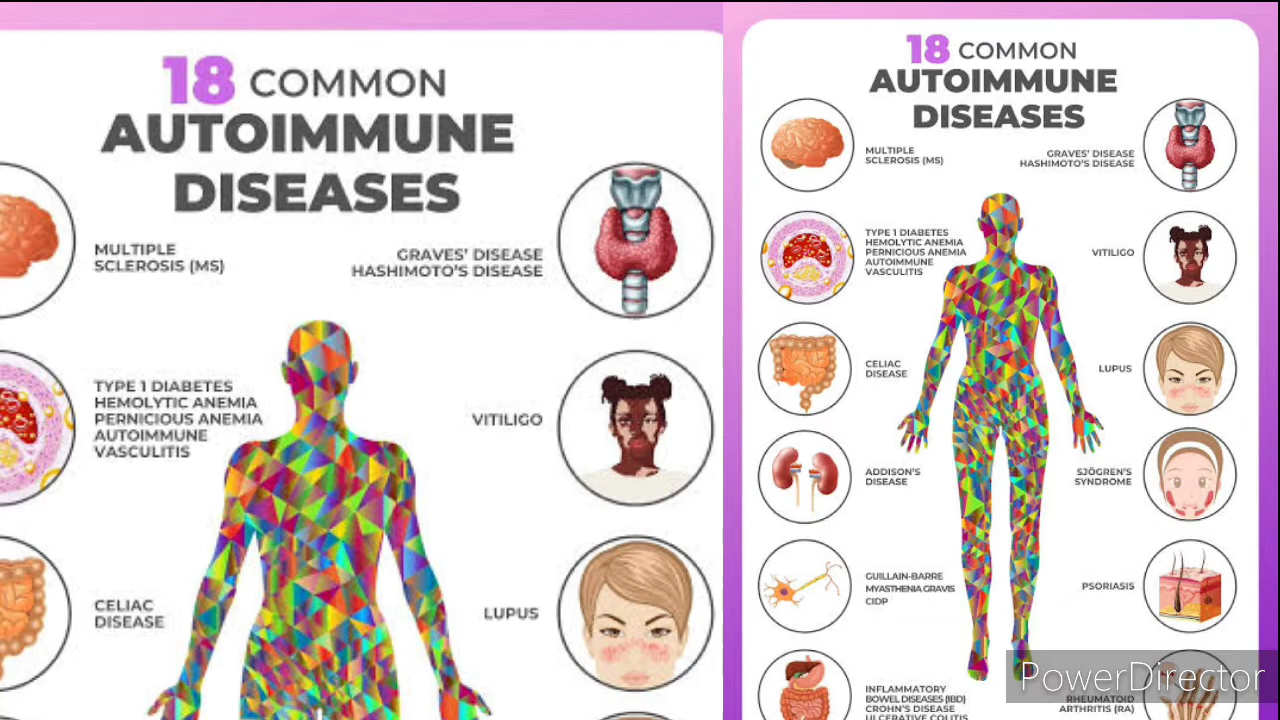 18 COMMON
AUTOIMMUNE
DISEASES
MULTIPLE
SCLEROSIS (MS)
GRAVES' DISEASE
HASHIMOTO'S DISEASE
TYPE 1 DIABETES
HEMOLYTIC ANEMIA
PERNICIOUS ANEMIA
AUTOIMMUNE
VASCULITIS
VITILIGO
CELIAC
DISEASE
LUPUS
18 COMMON
AUTOIMMUNE
DISEASES
MULTIPLE
SCLEROSIS (MS)
GRAVES' DISEASE
HASHIMOTO'S DISEASE
TYPE 1 DIABETES
HEMOLYTIC ANEMIA
PERNICIOUS ANEMIA
AUTOIMMUNE
VASCULITIS
VITILIGO
CELIAC
DISEASE
LUPUS
ADDISON'S
DISEASE
SJÖGREN'S
SYNDROME
GUILLAIN-BARRE
MYASTHENIA GRAVIS
CIDP
PSORIASIS
INFLAMMATORY
BOWEL DISEASES (IBD)
CROHN'S DISEASE
ULCERATIVE COLITIS
RHEUMATOID
ARTHRITIS (RA)
PowerDirector